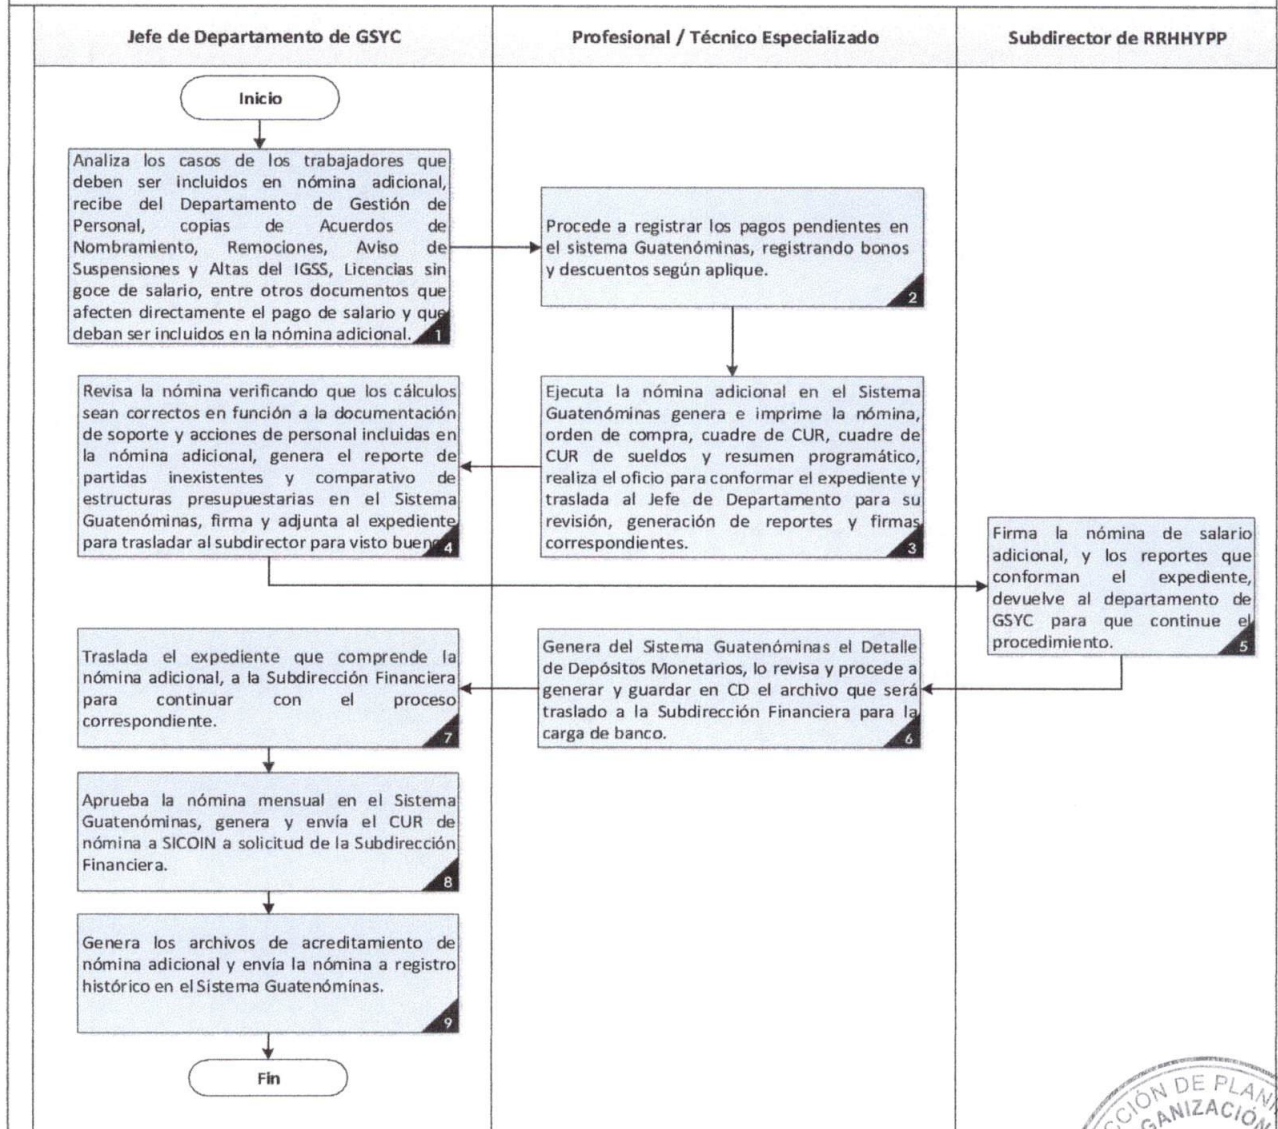 Jefe de Departamento de GSYC
Profesional / Técnico Especializado
Subdirector de RRHHYPP
Inicio
Analiza los casos de los trabajadores que
deben ser incluidos en nómina adicional,
recibe del Departamento de Gestión de
Personal, copias de Acuerdos de
Nombramiento, Remociones, Aviso de
Suspensiones y Altas del IGSS, Licencias sin
goce de salario, entre otros documentos que
afecten directamente el pago de salario y que
deban ser incluidos en la nómina adicional.
1
Procede a registrar los pagos pendientes en
el sistema Guatenóminas, registrando bonos
y descuentos según aplique.
2
Ejecuta la nómina adicional en el Sistema
Guatenóminas genera e imprime la nómina,
orden de compra, cuadre de CUR, cuadre de
CUR de sueldos y resumen programático,
realiza el oficio para conformar el expediente y
traslada al Jefe de Departamento para su
revisión, generación de reportes y firmas
correspondientes.
3
Revisa la nómina verificando que los cálculos
sean correctos en función a la documentación
de soporte y acciones de personal incluidas en
la nómina adicional, genera el reporte de
partidas inexistentes y comparativo de
estructuras presupuestarias en el Sistema
Guatenóminas, firma y adjunta al expediente
para trasladar al subdirector para visto bueno
4
Firma la nómina de salario
adicional, y los reportes que
conforman el expediente,
devuelve al departamento de
GSYC para que continue el
procedimiento.
5
Genera del Sistema Guatenóminas el Detalle
de Depósitos Monetarios, lo revisa y procede a
generar y guardar en CD el archivo que será
traslado a la Subdirección Financiera para la
carga de banco.
6
Traslada el expediente que comprende la
nómina adicional, a la Subdirección Financiera
para continuar con el proceso
correspondiente.
7
Aprueba la nómina mensual en el Sistema
Guatenóminas, genera y envía el CUR de
nómina a SICOIN a solicitud de la Subdirección
Financiera.
8
Genera los archivos de acreditamiento de
nómina adicional y envía la nómina a registro
histórico en el Sistema Guatenóminas.
9
Fin
DE